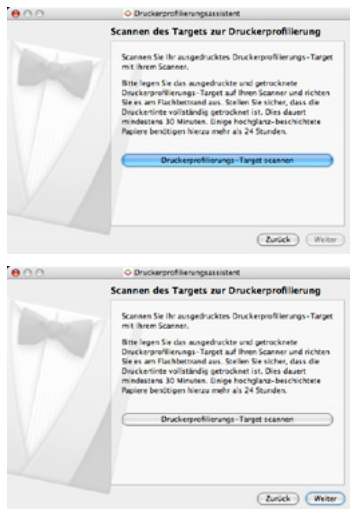 Druckerprofilierungsassistent
Scannen des Targets zur Druckerprofilierung
Scannen Sie Ihr ausgedrucktes Druckerprofilierungs-Target
mit Ihrem Scanner.
Bitte legen Sie das ausgedruckte und getrocknete
Druckerprofilierungs-Target auf Ihren Scanner und richten
Sie es am Flachbettrand aus. Stellen Sie sicher, dass die
Druckertinte vollständig getrocknet ist. Dies dauert
mindestens 30 Minuten. Einige hochglanz-beschichtete
Papiere benötigen hierzu mehr als 24 Stunden.
Druckerprofilierungs-Target scannen
Zurück Weiter
Druckerprofilierungsassistent
Scannen des Targets zur Druckerprofilierung
Scannen Sie Ihr ausgedrucktes Druckerprofilierungs-Target
mit Ihrem Scanner.
Bitte legen Sie das ausgedruckte und getrocknete
Druckerprofilierungs-Target auf Ihren Scanner und richten
Sie es am Flachbettrand aus. Stellen Sie sicher, dass die
Druckertinte vollständig getrocknet ist. Dies dauert
mindestens 30 Minuten. Einige hochglanz-beschichtete
Papiere benötigen hierzu mehr als 24 Stunden.
Druckerprofilierungs-Target scannen
Zurück Weiter